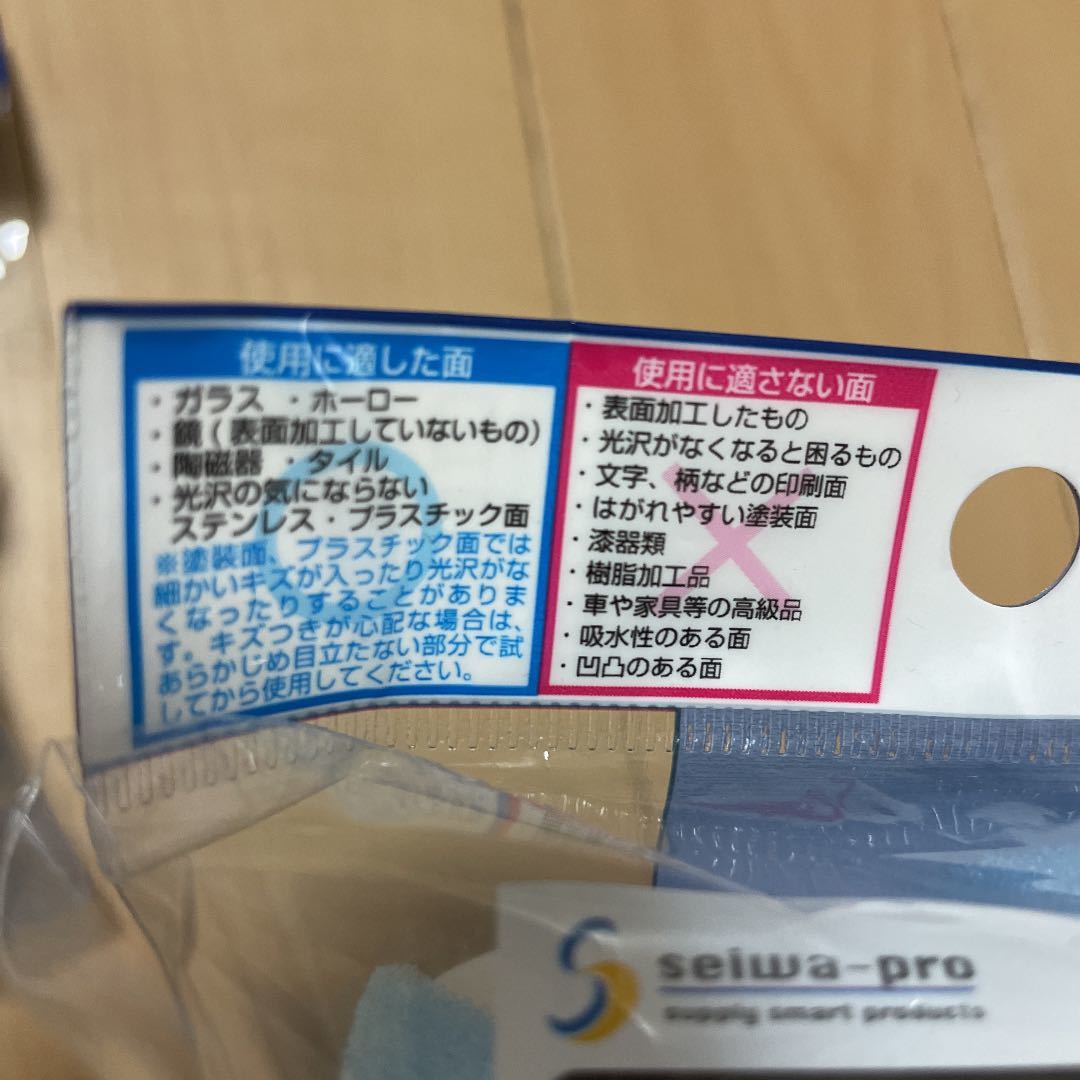 使用に適した面
・ガラス ・ホーロー
・鏡(表面加工していないもの)
・陶磁器 ・タイル
・光沢の気にならない
ステンレス・プラスチック面
※塗装面、プラスチック面では
細かいキズが入ったり光沢がな
くなったりすることがありま
す。キズつきが心配な場合は、
あらかじめ目立たない部分で試
してから使用してください。
使用に適さない面
・表面加工したもの
・光沢がなくなると困るもの
・文字、柄などの印刷面
・はがれやすい塗装面
・漆器類
・樹脂加工品
・車や家具等の高級品
・吸水性のある面
・凹凸のある面
seiwa-pro
supply smart products